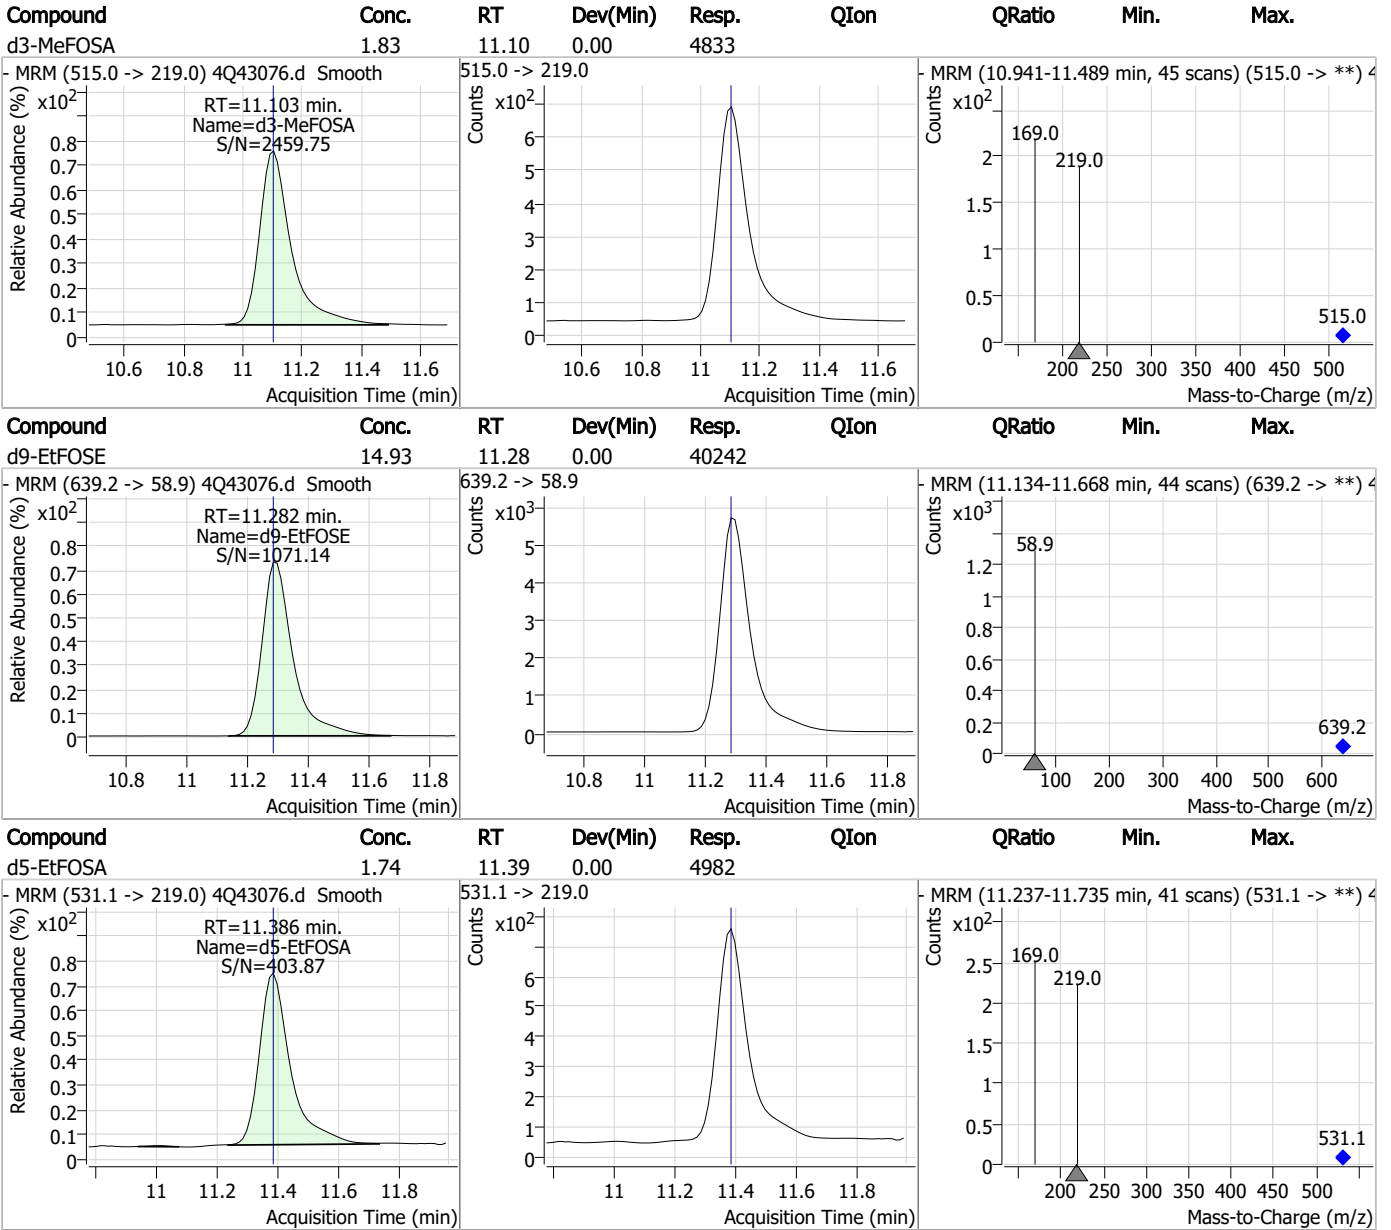 Compound Conc. RT Dev(Min) Resp. QIon QRatio Min. Max.
d3-MeFOSA 1.83 11.10 0.00 4833
- MRM (515.0 -> 219.0) 4Q43076.d Smooth
x10²
RT=11.103 min.
Name=d3-MeFOSA
S/N=2459.75
Relative Abundance (%)
0.8
0.7
0.6
0.5
0.4
0.3
0.2
0.1
0
10.6 10.8 11 11.2 11.4 11.6
Acquisition Time (min)
515.0 -> 219.0
Counts
x10²
6
5
4
3
2
1
0
10.6 10.8 11 11.2 11.4 11.6
Acquisition Time (min)
- MRM (10.941-11.489 min, 45 scans) (515.0 -> **) 4
Counts
x10²
169.0
219.0
2
1.5
1
0.5
0
515.0
200 250 300 350 400 450 500
Mass-to-Charge (m/z)
Compound Conc. RT Dev(Min) Resp. QIon QRatio Min. Max.
d9-EtFOSE 14.93 11.28 0.00 40242
- MRM (639.2 -> 58.9) 4Q43076.d Smooth
x10²
RT=11.282 min.
Name=d9-EtFOSE
S/N=1071.14
Relative Abundance (%)
0.8
0.7
0.6
0.5
0.4
0.3
0.2
0.1
0
10.8 11 11.2 11.4 11.6 11.8
Acquisition Time (min)
639.2 -> 58.9
Counts
x10³
5
4
3
2
1
0
10.8 11 11.2 11.4 11.6 11.8
Acquisition Time (min)
- MRM (11.134-11.668 min, 44 scans) (639.2 -> **) 4
Counts
x10³
58.9
1.2
1
0.8
0.6
0.4
0.2
0
639.2
100 200 300 400 500 600
Mass-to-Charge (m/z)
Compound Conc. RT Dev(Min) Resp. QIon QRatio Min. Max.
d5-EtFOSA 1.74 11.39 0.00 4982
- MRM (531.1 -> 219.0) 4Q43076.d Smooth
x10²
RT=11.386 min.
Name=d5-EtFOSA
S/N=403.87
Relative Abundance (%)
0.8
0.7
0.6
0.5
0.4
0.3
0.2
0.1
0
11 11.2 11.4 11.6 11.8
Acquisition Time (min)
531.1 -> 219.0
Counts
x10²
6
5
4
3
2
1
0
11 11.2 11.4 11.6 11.8
Acquisition Time (min)
- MRM (11.237-11.735 min, 41 scans) (531.1 -> **) 4
Counts
x10²
169.0
219.0
2.5
2
1.5
1
0.5
0
531.1
200 250 300 350 400 450 500
Mass-to-Charge (m/z)